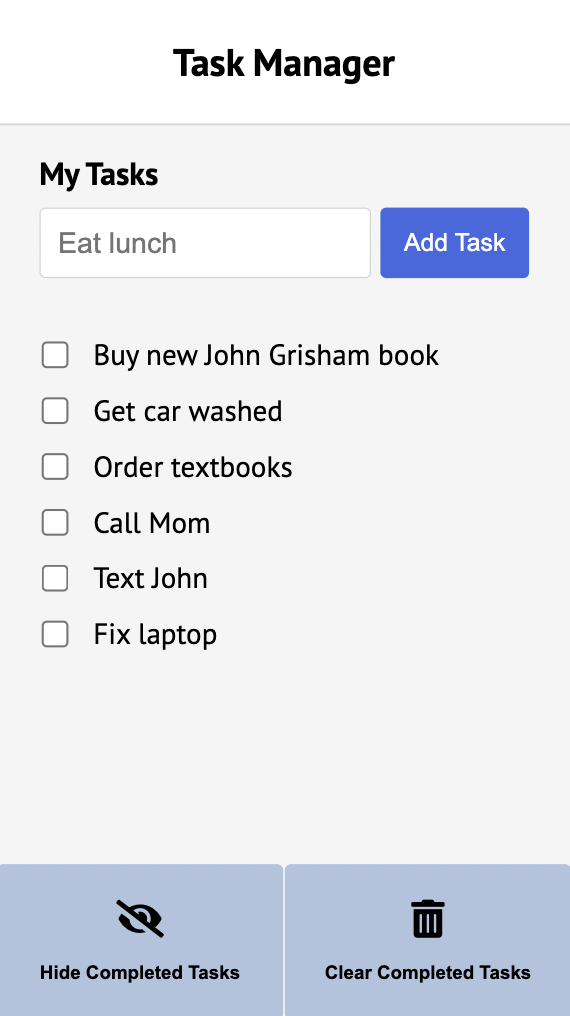 Task Manager
My Tasks
Eat lunch
Add Task
Buy new John Grisham book
Get car washed
Order textbooks
Call Mom
Text John
Fix laptop
Hide Completed Tasks
Clear Completed Tasks